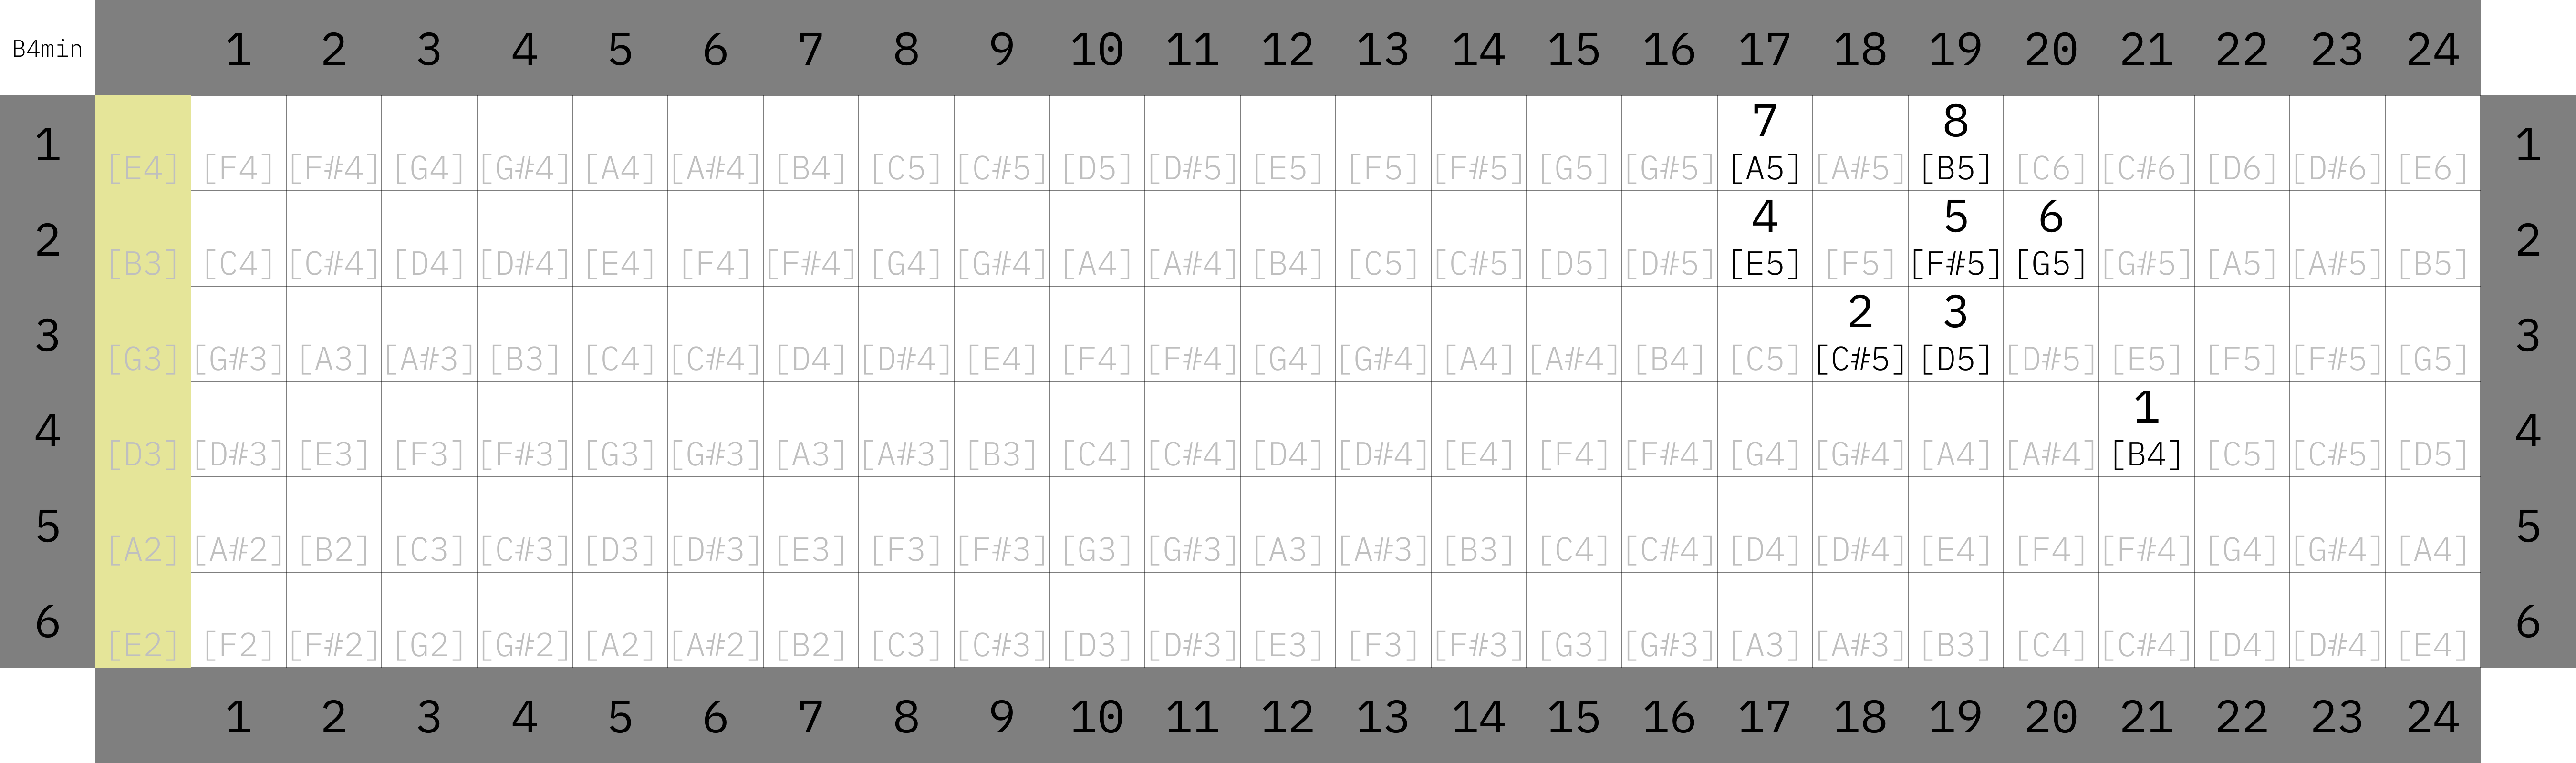 B4min 1 2 3 4 5 6 7 8 9 10 11 12 13 14 15 16 17 18 19 20 21 22 23 24
7 8
1 [E4] [F4] [F#4] [G4] [G#4] [A4] [A#4] [B4] [C5] [C#5] [D5] [D#5] [E5] [F5] [F#5] [G5] [G#5] [A5] [A#5] [B5] [C6] [C#6] [D6] [D#6] [E6] 1
4 5 6
2 [B3] [C4] [C#4] [D4] [D#4] [E4] [F4] [F#4] [G4] [G#4] [A4] [A#4] [B4] [C5] [C#5] [D5] [D#5] [E5] [F5] [F#5] [G5] [G#5] [A5] [A#5] [B5] 2
2 3
3 [G3] [G#3] [A3] [A#3] [B3] [C4] [C#4] [D4] [D#4] [E4] [F4] [F#4] [G4] [G#4] [A4] [A#4] [B4] [C5] [C#5] [D5] [D#5] [E5] [F5] [F#5] [G5] 3
1
4 [D3] [D#3] [E3] [F3] [F#3] [G3] [G#3] [A3] [A#3] [B3] [C4] [C#4] [D4] [D#4] [E4] [F4] [F#4] [G4] [G#4] [A4] [A#4] [B4] [C5] [C#5] [D5] 4
5 [A2] [A#2] [B2] [C3] [C#3] [D3] [D#3] [E3] [F3] [F#3] [G3] [G#3] [A3] [A#3] [B3] [C4] [C#4] [D4] [D#4] [E4] [F4] [F#4] [G4] [G#4] [A4] 5
6 [E2] [F2] [F#2] [G2] [G#2] [A2] [A#2] [B2] [C3] [C#3] [D3] [D#3] [E3] [F3] [F#3] [G3] [G#3] [A3] [A#3] [B3] [C4] [C#4] [D4] [D#4] [E4] 6
1 2 3 4 5 6 7 8 9 10 11 12 13 14 15 16 17 18 19 20 21 22 23 24